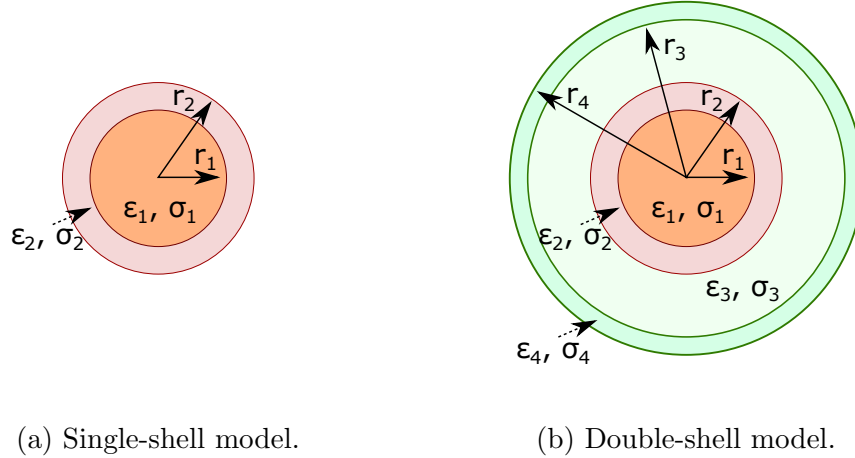 r₂
r₁
ε₁, σ₁
ε₂, σ₂
r₃
r₄
r₂
r₁
ε₁, σ₁
ε₂, σ₂
ε₃, σ₃
ε₄, σ₄
(a) Single-shell model.
(b) Double-shell model.